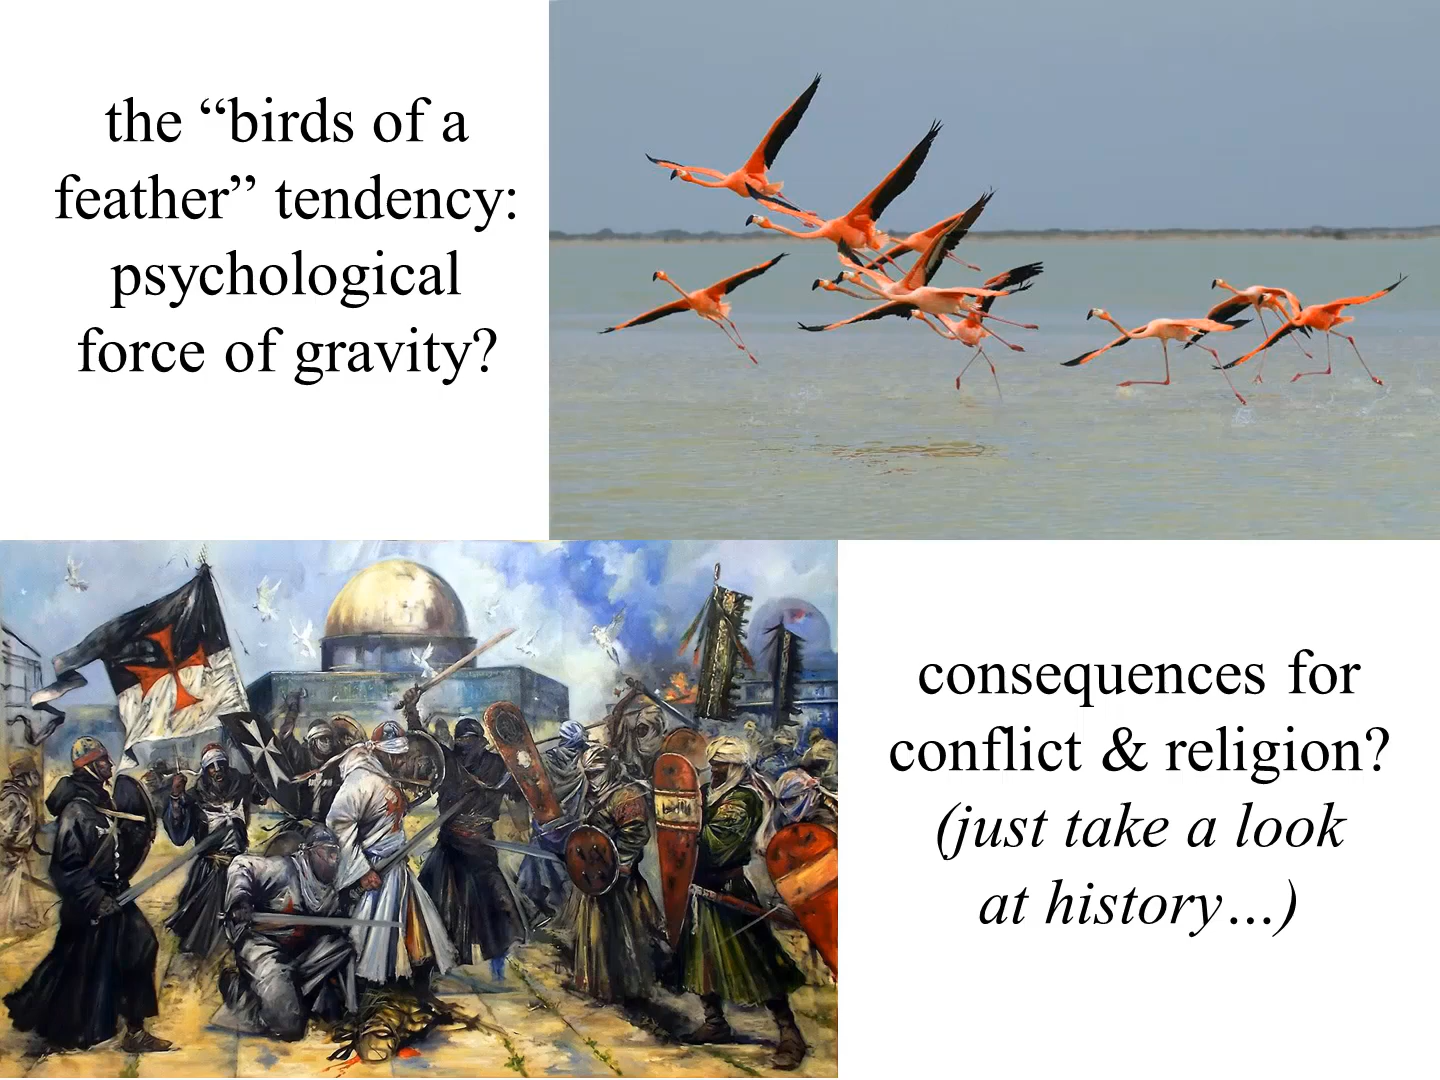 the “birds of a
feather” tendency:
psychological
force of gravity?
consequences for
conflict & religion?
(just take a look
at history…)